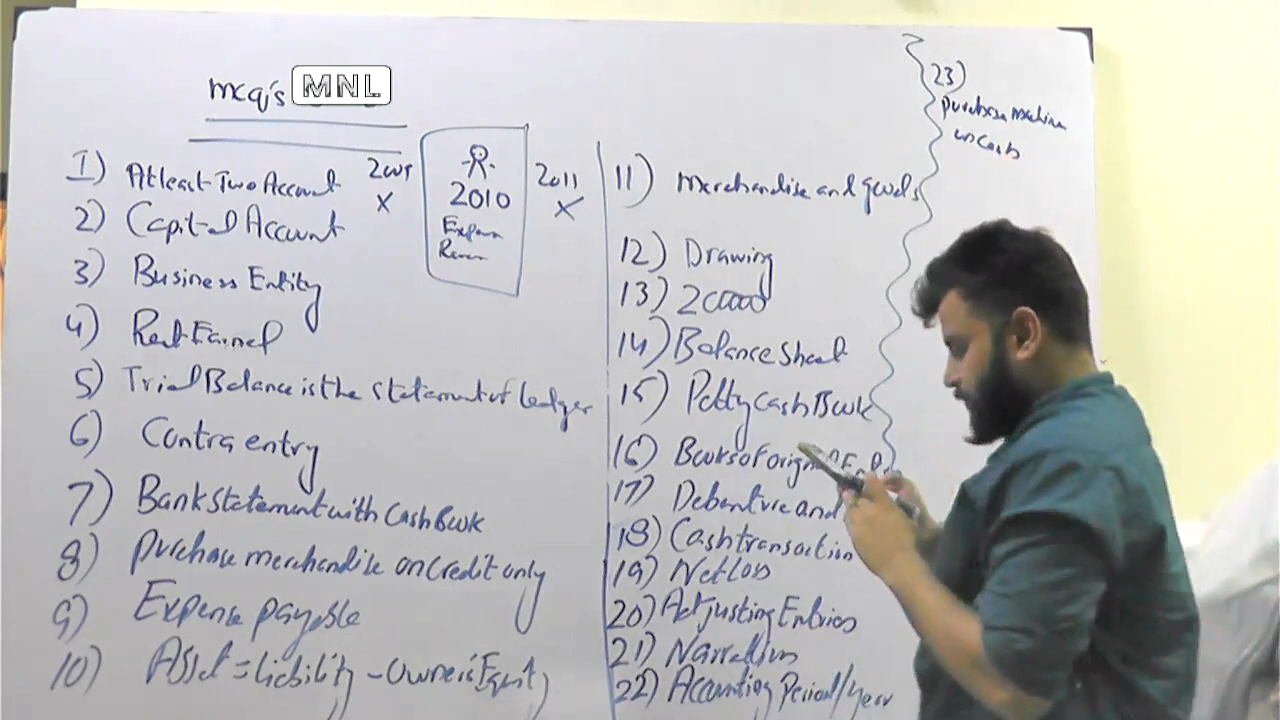 mcq's MNL
1) Atleast Two Account
2) Capital Account
3) Business Entity
4) Rent Earned
5) Trial Balance is the Statement of ledger
6) Contra entry
7) Bank Statement with Cash Book
8) purchase merchandise on Credit only
9) Expense payable
10) Asset = Liability - Owner's Equity
2009
X
2010
Expen
Reven
2011
X
11) merchandise and goods
12) Drawing
13) 20000
14) Balance Sheet
15) Petty Cash Book
16) Books of orign
17) Debenture and
18) Cash transaction
19) Net loss
20) Adjusting Entries
21) Narration
22) Accounting Period/year
23)
purchase machine
on Cash